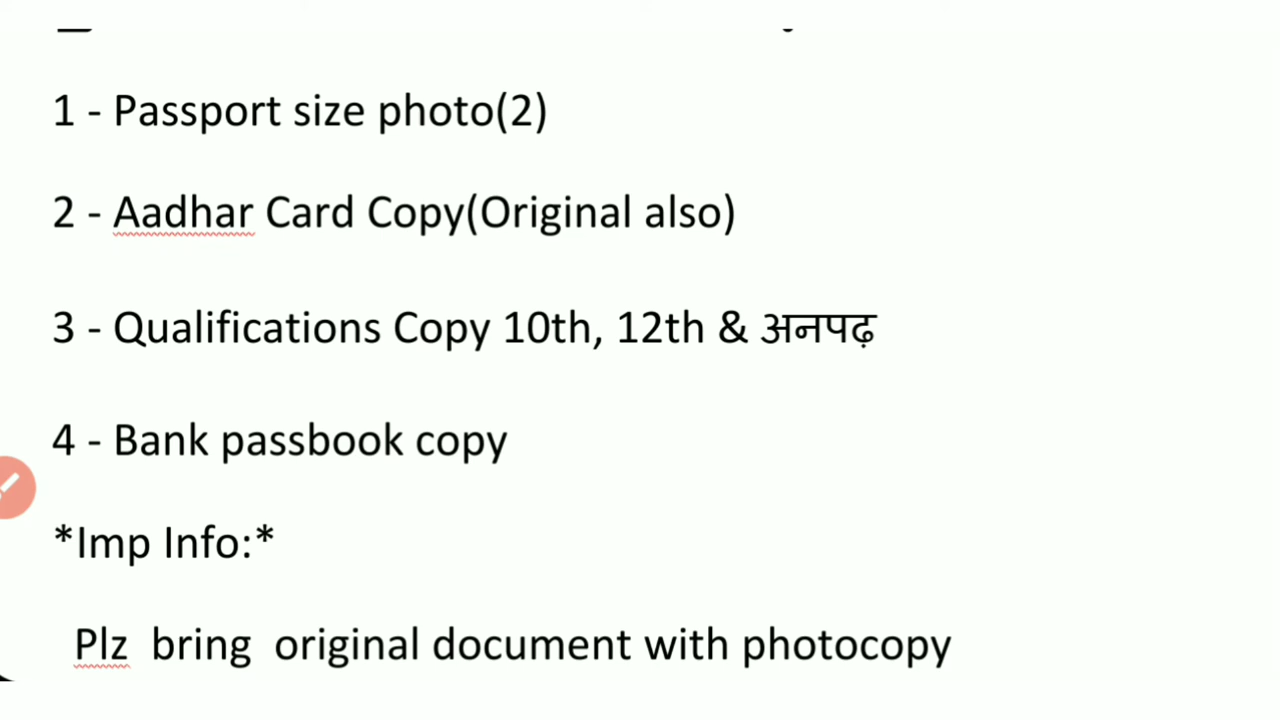 1 - Passport size photo(2)
2 - Aadhar Card Copy(Original also)
3 - Qualifications Copy 10th, 12th & अनपढ़
4 - Bank passbook copy
*Imp Info:*
Plz bring original document with photocopy